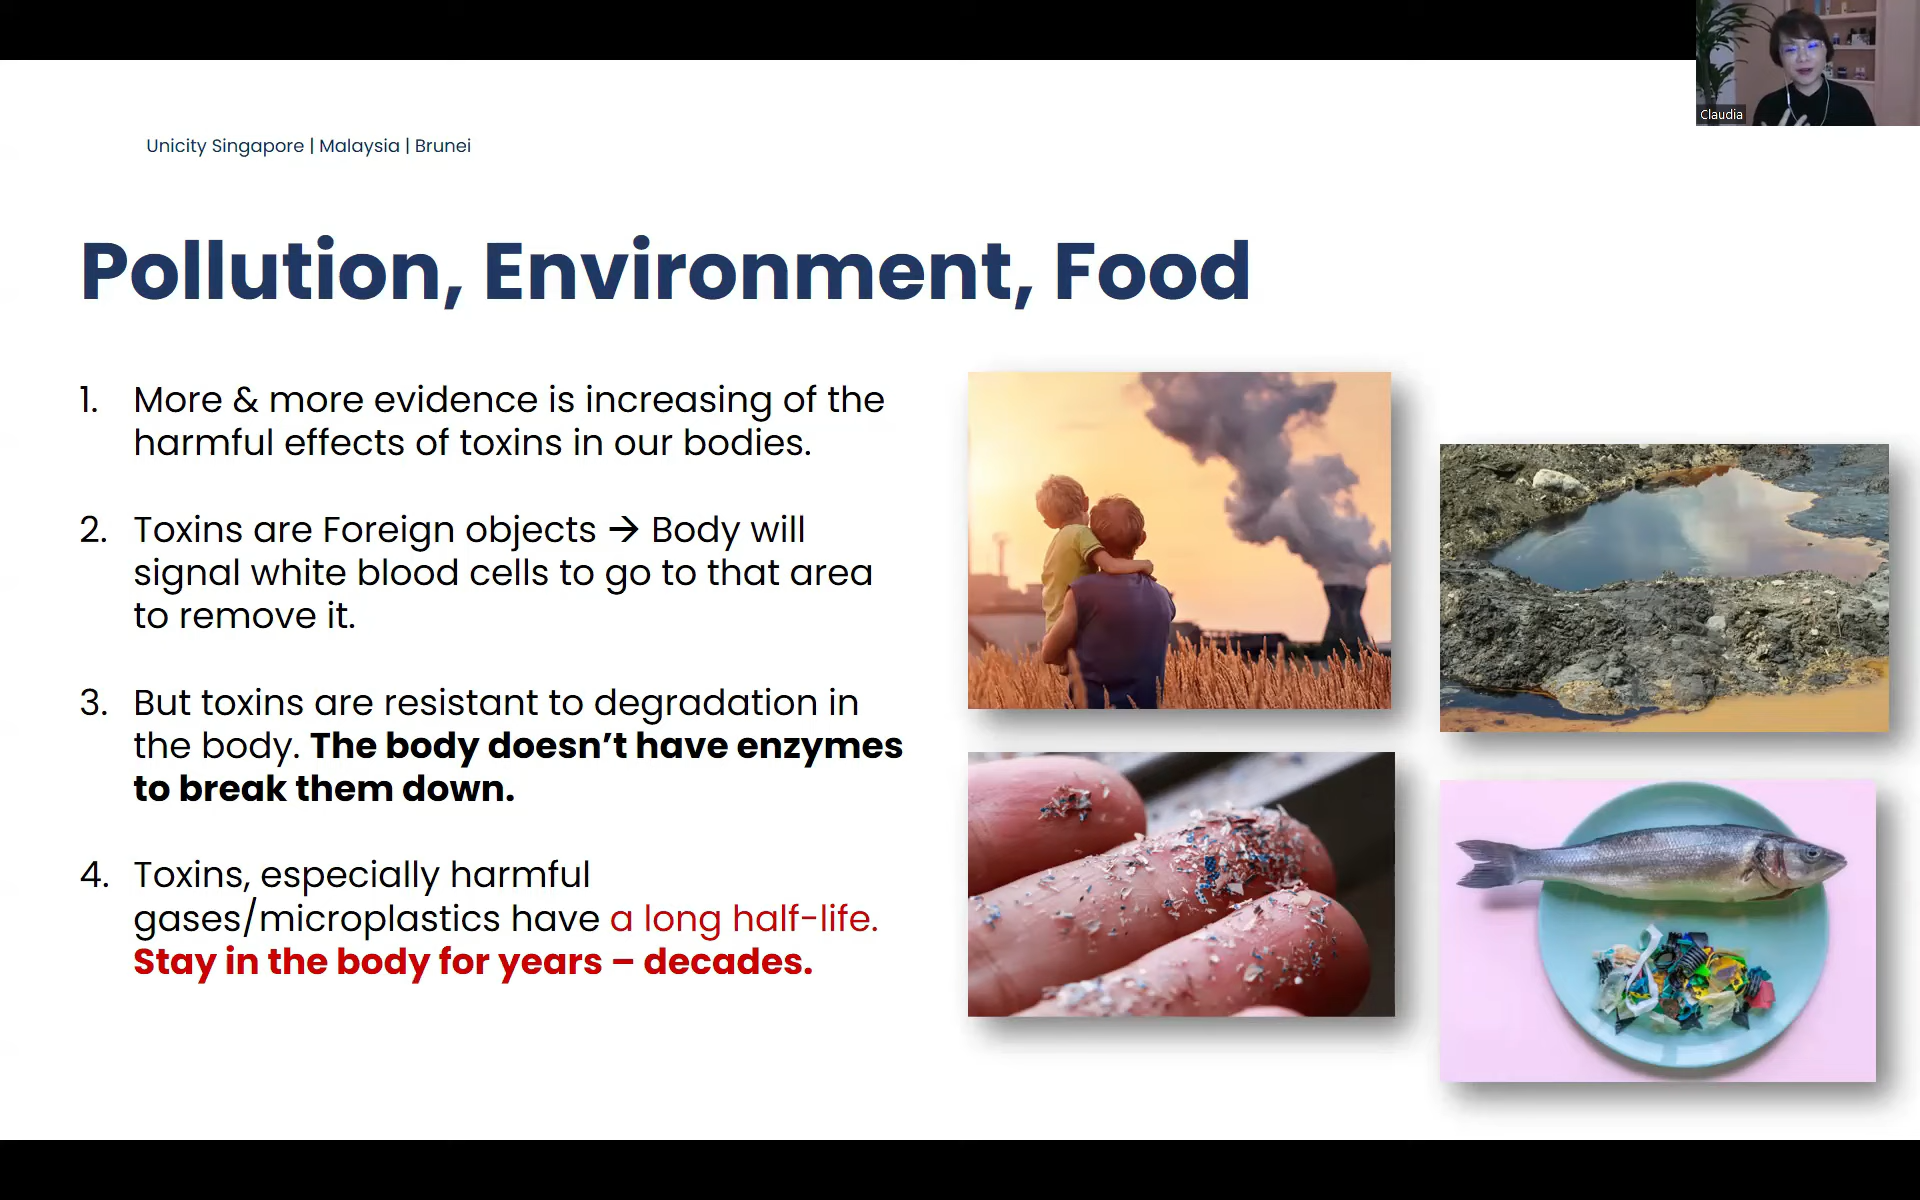 Claudia
Unicity Singapore | Malaysia | Brunei
Pollution, Environment, Food
1. More & more evidence is increasing of the
harmful effects of toxins in our bodies.
2. Toxins are Foreign objects → Body will
signal white blood cells to go to that area
to remove it.
3. But toxins are resistant to degradation in
the body. The body doesn’t have enzymes
to break them down.
4. Toxins, especially harmful
gases/microplastics have a long half-life.
Stay in the body for years – decades.